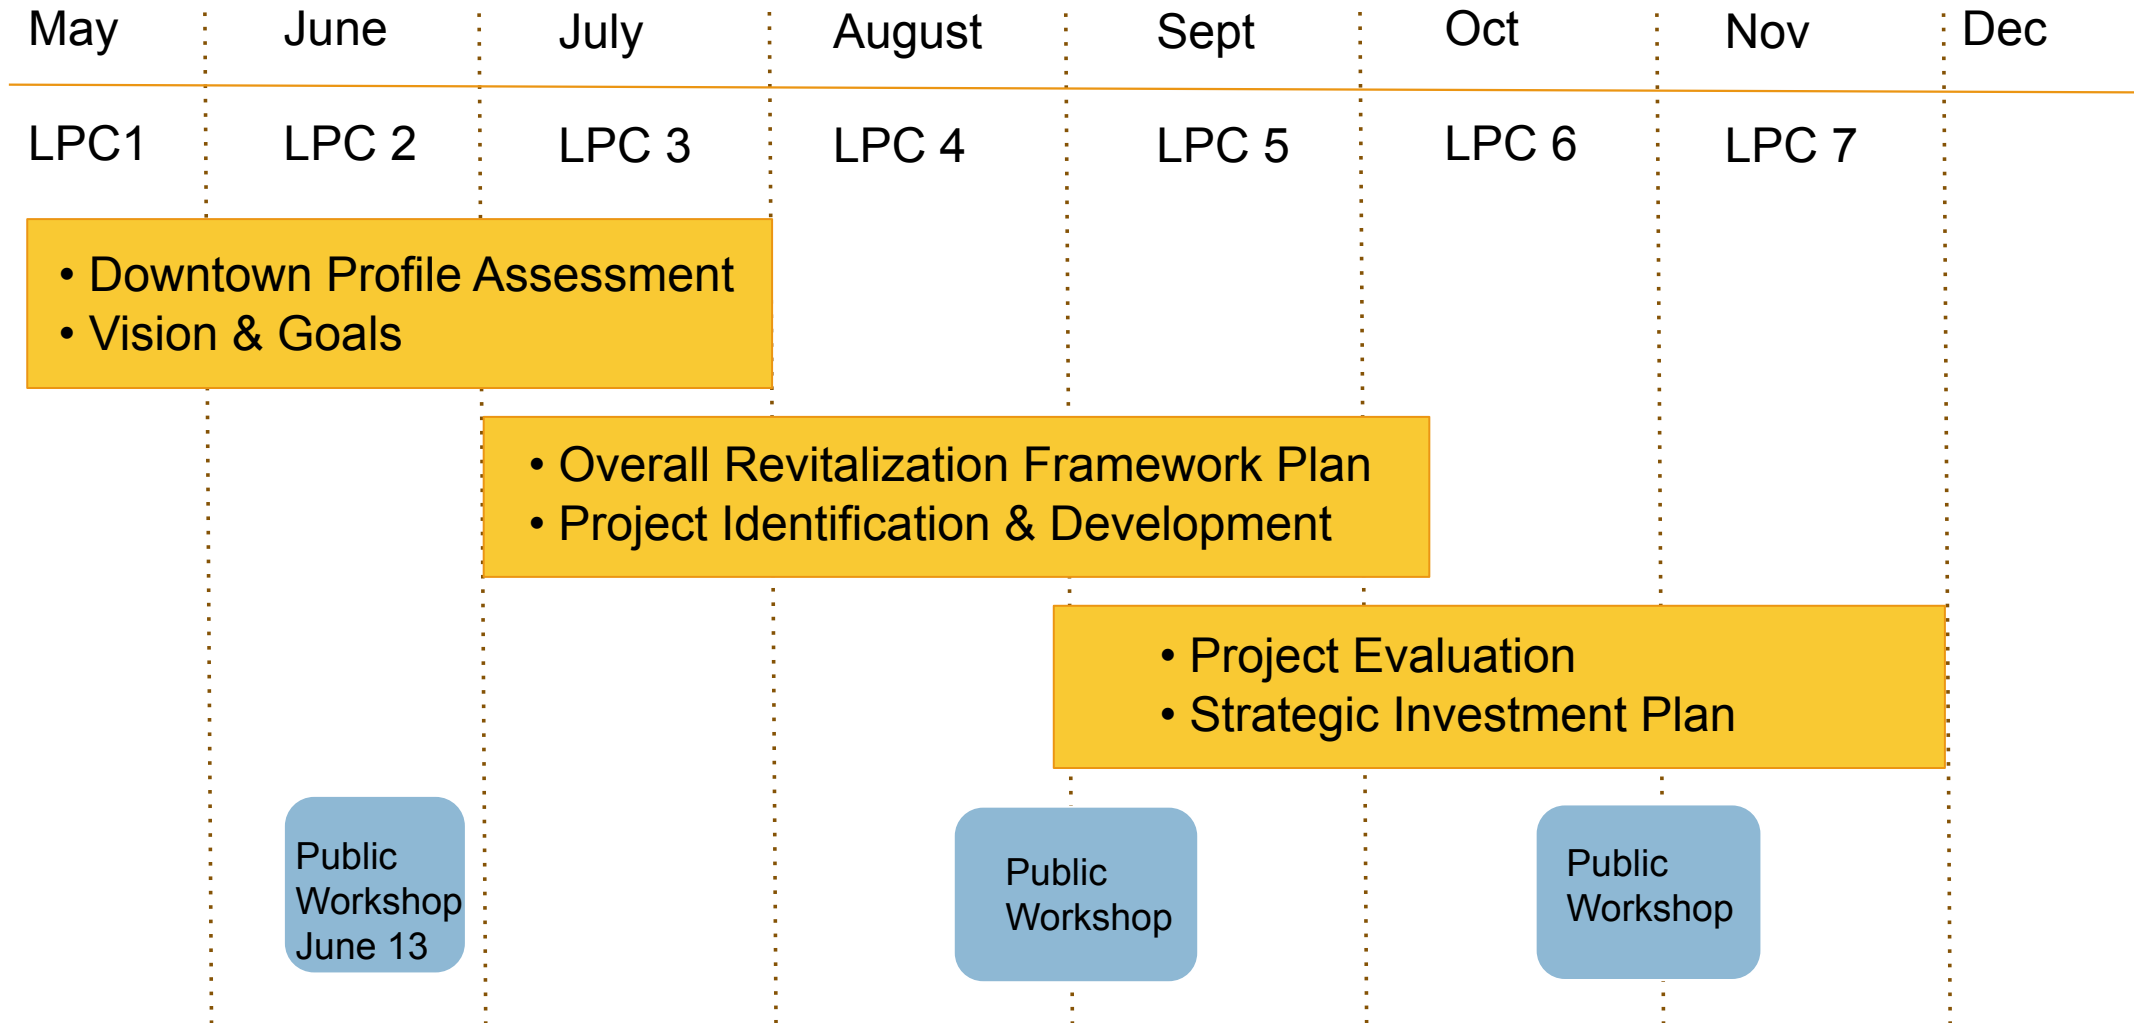 May June July August Sept Oct Nov Dec
LPC1 LPC 2 LPC 3 LPC 4 LPC 5 LPC 6 LPC 7
• Downtown Profile Assessment
• Vision & Goals
• Overall Revitalization Framework Plan
• Project Identification & Development
• Project Evaluation
• Strategic Investment Plan
Public
Workshop
June 13
Public
Workshop
Public
Workshop